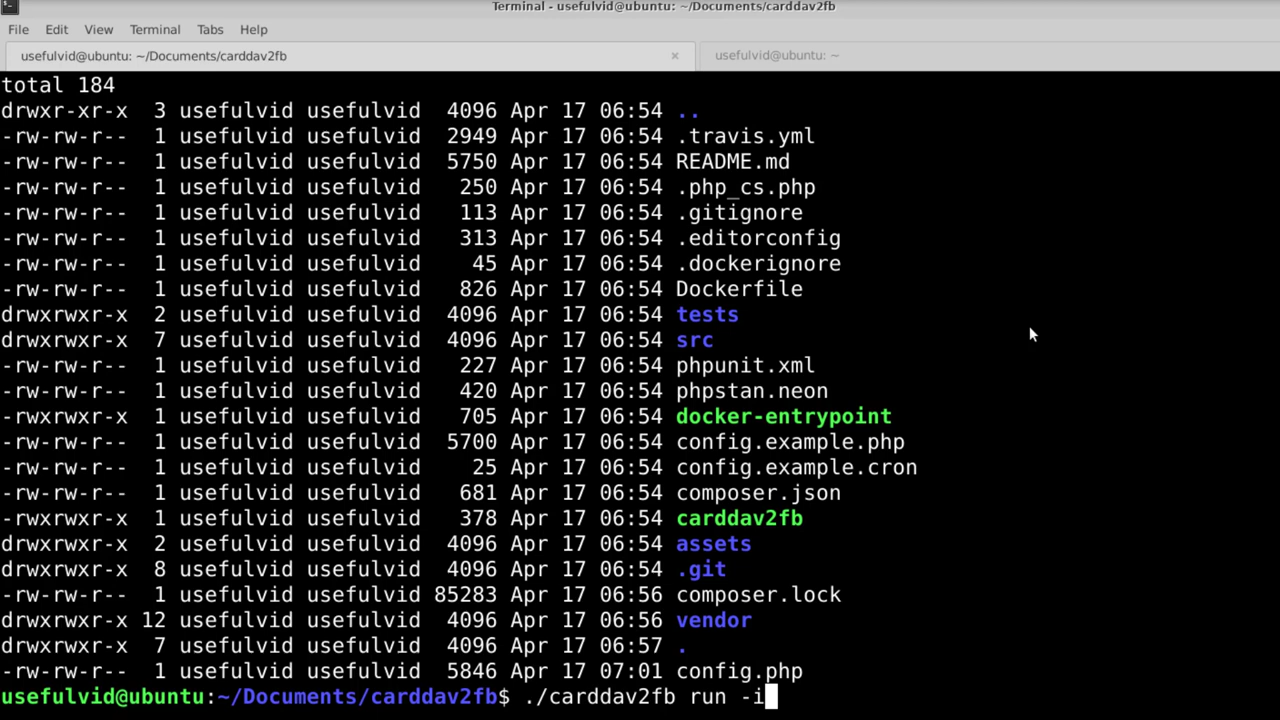 Terminal - usefulvid@ubuntu: ~/Documents/carddav2fb
File Edit View Terminal Tabs Help
usefulvid@ubuntu: ~/Documents/carddav2fb × usefulvid@ubuntu: ~
total 184
drwxr-xr-x  3 usefulvid usefulvid  4096 Apr 17 06:54 ..
-rw-rw-r--  1 usefulvid usefulvid  2949 Apr 17 06:54 .travis.yml
-rw-rw-r--  1 usefulvid usefulvid  5750 Apr 17 06:54 README.md
-rw-rw-r--  1 usefulvid usefulvid   250 Apr 17 06:54 .php_cs.php
-rw-rw-r--  1 usefulvid usefulvid   113 Apr 17 06:54 .gitignore
-rw-rw-r--  1 usefulvid usefulvid   313 Apr 17 06:54 .editorconfig
-rw-rw-r--  1 usefulvid usefulvid    45 Apr 17 06:54 .dockerignore
-rw-rw-r--  1 usefulvid usefulvid   826 Apr 17 06:54 Dockerfile
drwxrwxr-x  2 usefulvid usefulvid  4096 Apr 17 06:54 tests
drwxrwxr-x  7 usefulvid usefulvid  4096 Apr 17 06:54 src
-rw-rw-r--  1 usefulvid usefulvid   227 Apr 17 06:54 phpunit.xml
-rw-rw-r--  1 usefulvid usefulvid   420 Apr 17 06:54 phpstan.neon
-rwxrwxr-x  1 usefulvid usefulvid   705 Apr 17 06:54 docker-entrypoint
-rw-rw-r--  1 usefulvid usefulvid  5700 Apr 17 06:54 config.example.php
-rw-rw-r--  1 usefulvid usefulvid    25 Apr 17 06:54 config.example.cron
-rw-rw-r--  1 usefulvid usefulvid   681 Apr 17 06:54 composer.json
-rwxrwxr-x  1 usefulvid usefulvid   378 Apr 17 06:54 carddav2fb
drwxrwxr-x  2 usefulvid usefulvid  4096 Apr 17 06:54 assets
drwxrwxr-x  8 usefulvid usefulvid  4096 Apr 17 06:54 .git
-rw-rw-r--  1 usefulvid usefulvid 85283 Apr 17 06:56 composer.lock
drwxrwxr-x 12 usefulvid usefulvid  4096 Apr 17 06:56 vendor
drwxrwxr-x  7 usefulvid usefulvid  4096 Apr 17 06:57 .
-rw-rw-r--  1 usefulvid usefulvid  5846 Apr 17 07:01 config.php
usefulvid@ubuntu:~/Documents/carddav2fb$ ./carddav2fb run -i